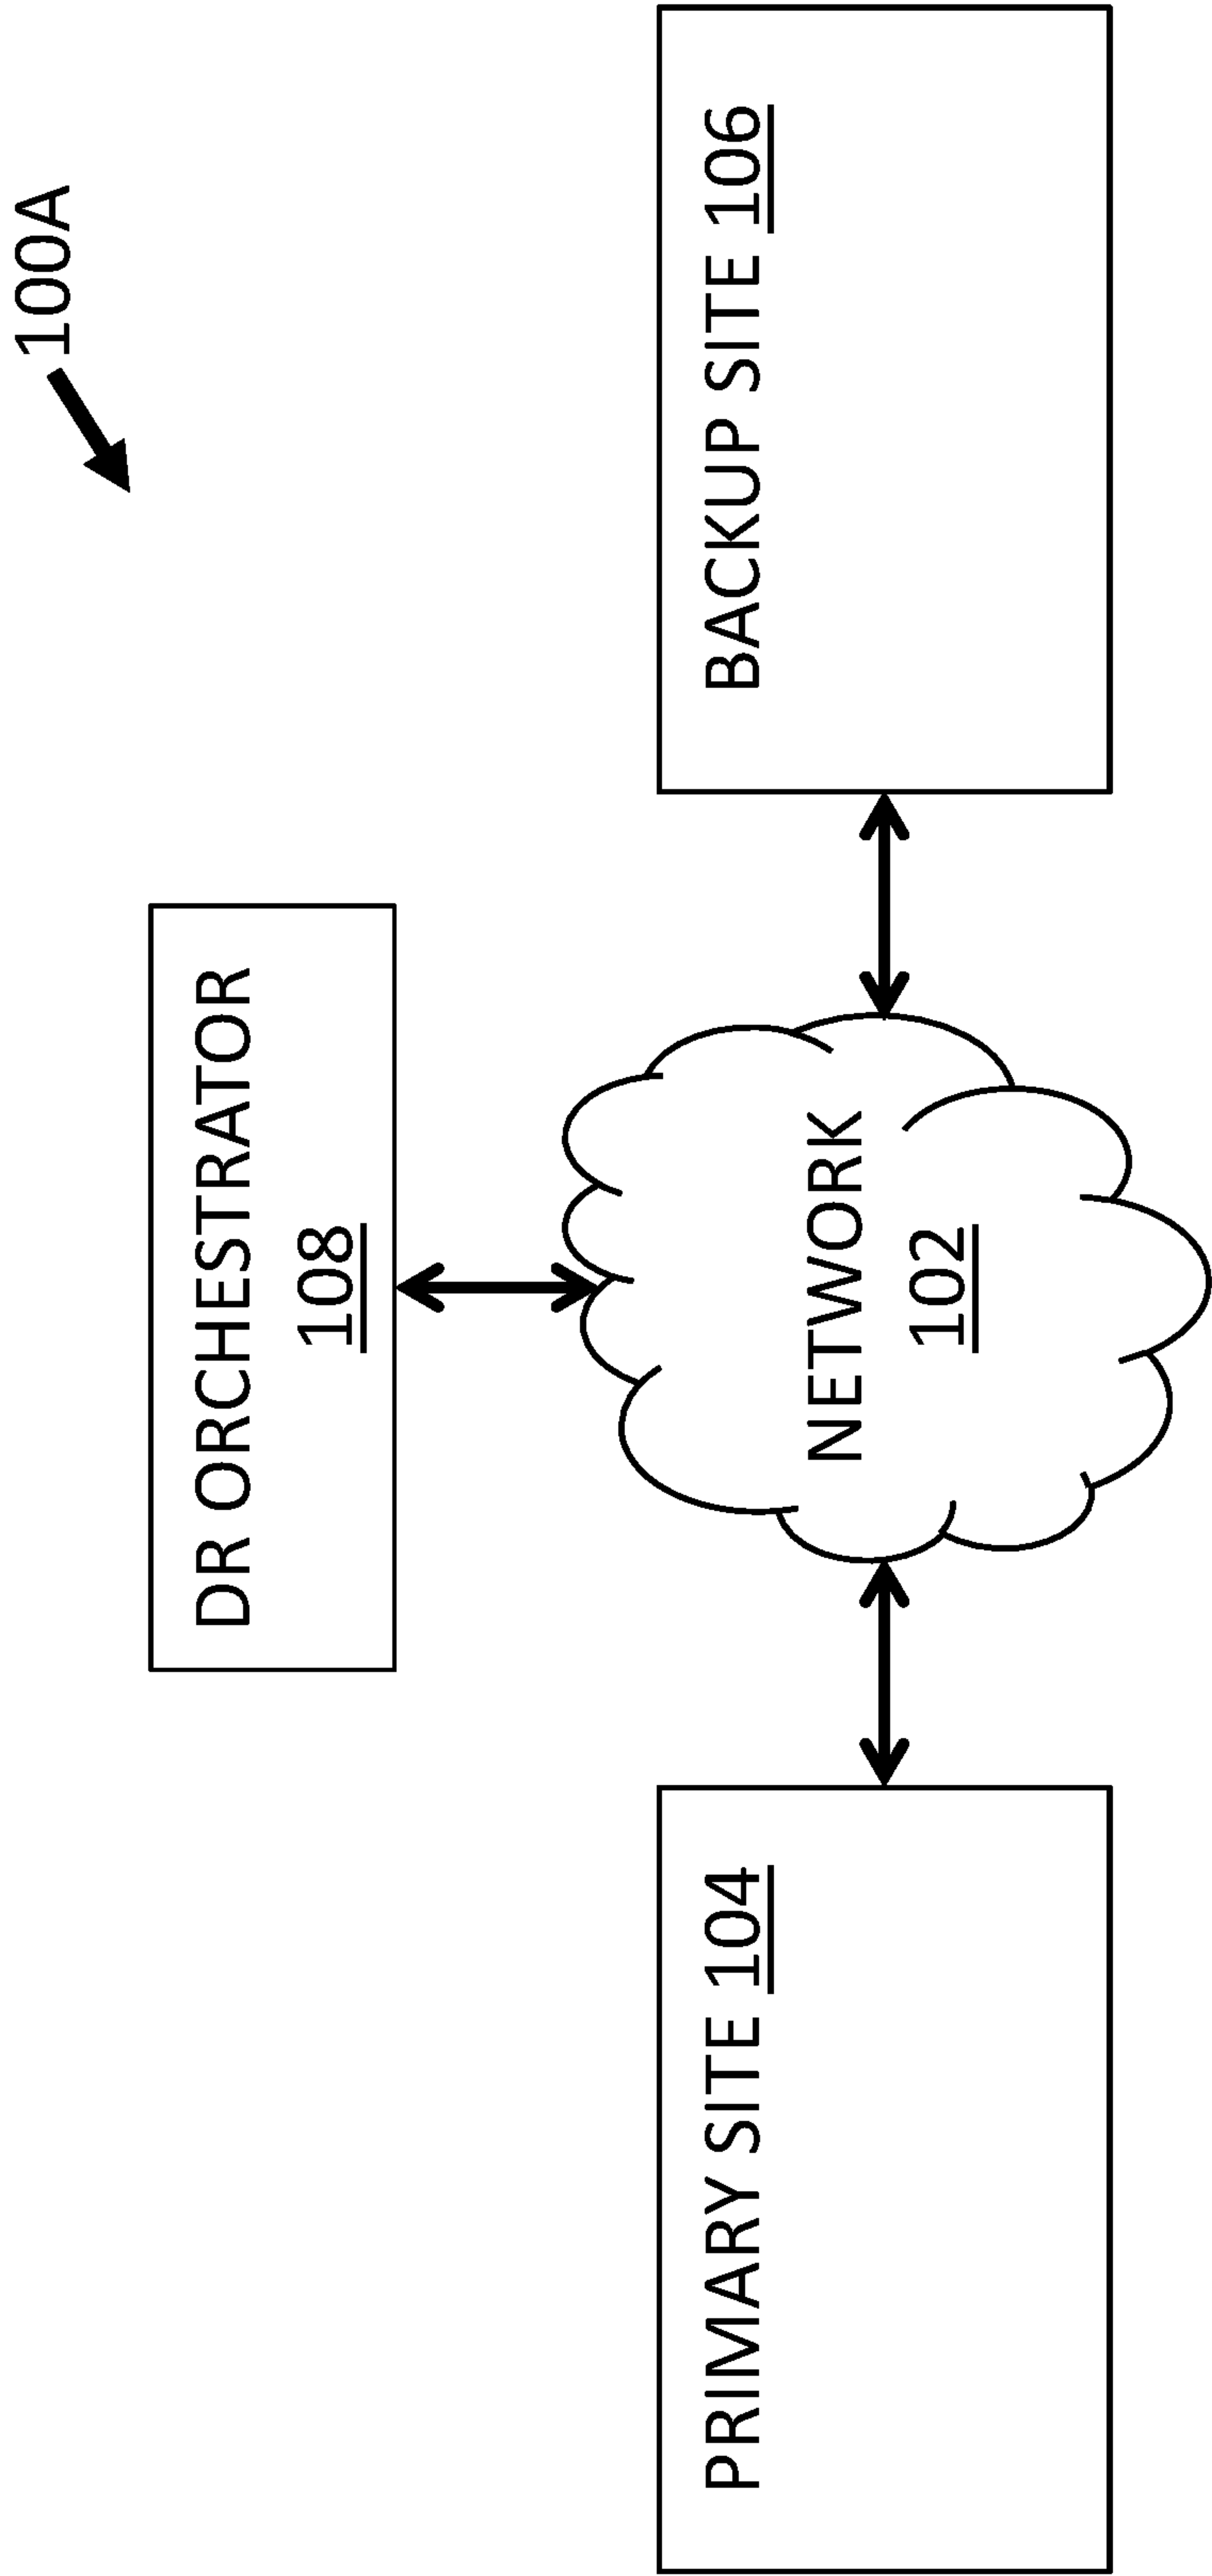 100A
DR ORCHESTRATOR
108
PRIMARY SITE 104
NETWORK
102
BACKUP SITE 106